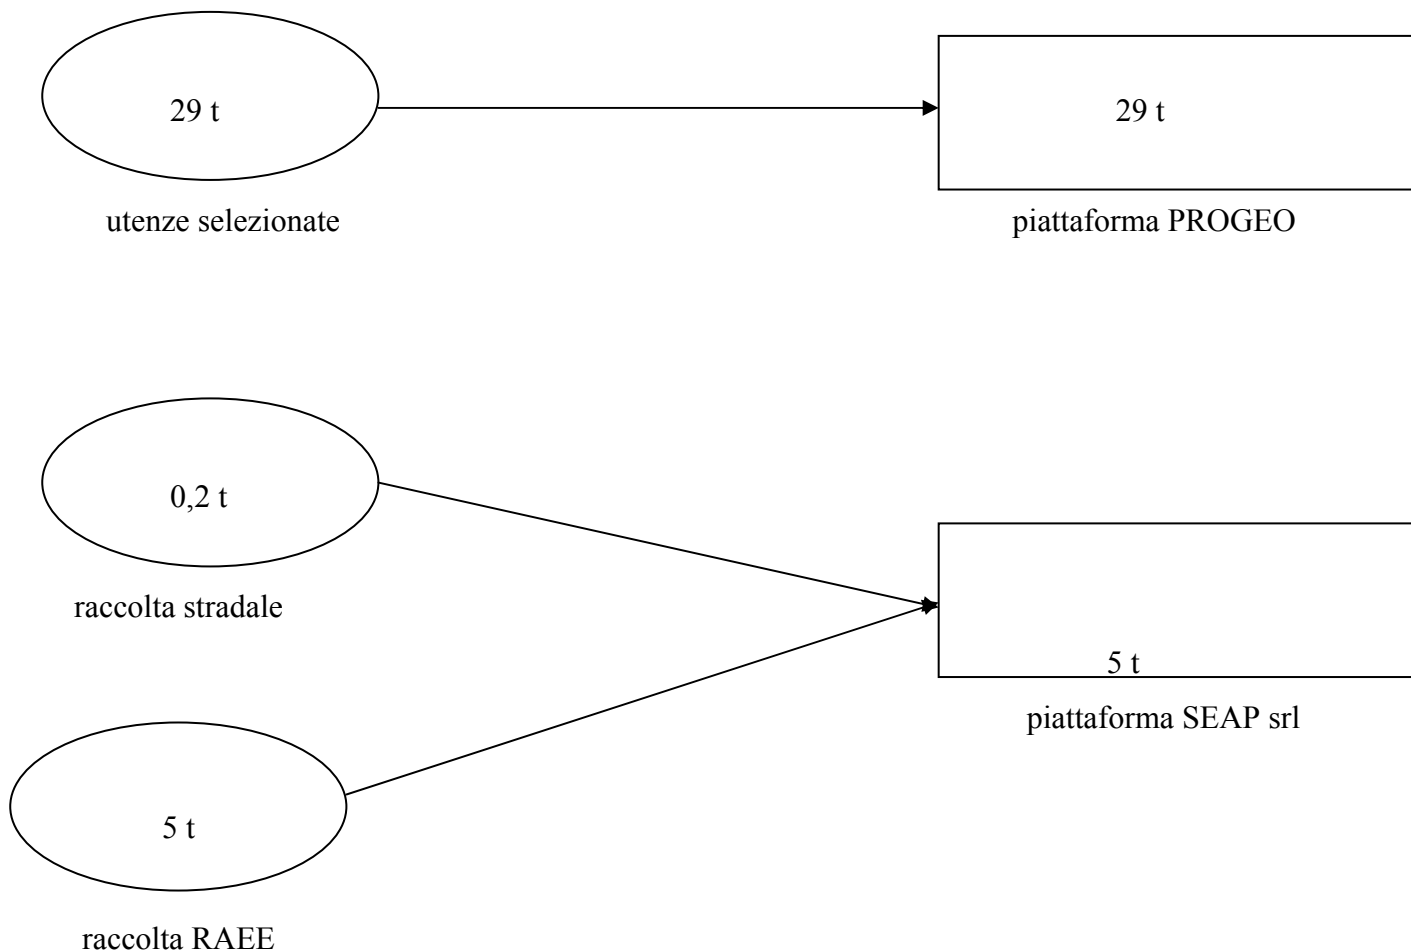 29 t
29 t
utenze selezionate
piattaforma PROGEO
0,2 t
raccolta stradale
5 t
piattaforma SEAP srl
5 t
raccolta RAEE